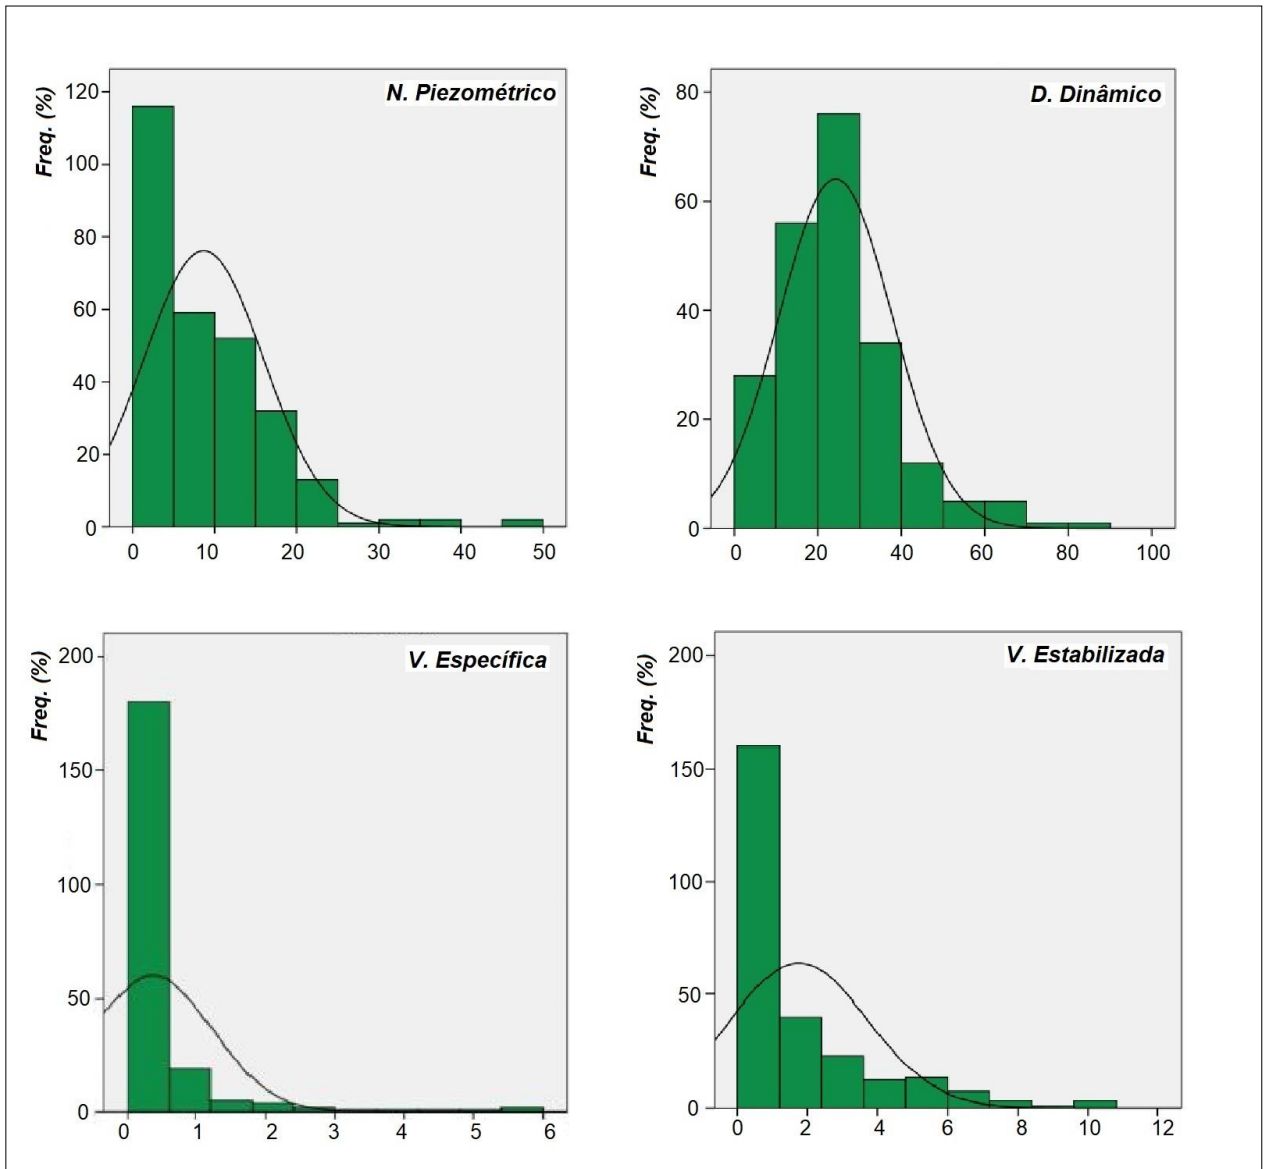 N. Piezométrico
Freq. (%)
120
100
80
60
40
20
0
0 10 20 30 40 50
D. Dinâmico
Freq. (%)
80
60
40
20
0
0 20 40 60 80 100
V. Específica
Freq. (%)
200
150
100
50
0
0 1 2 3 4 5 6
V. Estabilizada
Freq. (%)
200
150
100
50
0
0 2 4 6 8 10 12